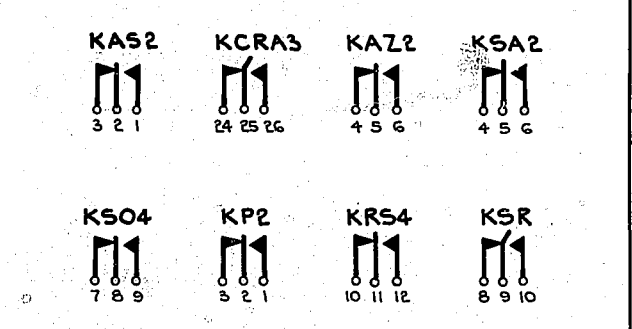 KAS2 KCRA3 KAZ2 KSA2
3 2 1 24 25 26 4 5 6 4 5 6
KSO4 KP2 KRS4 KSR
7 8 9 3 2 1 10 11 12 8 9 10